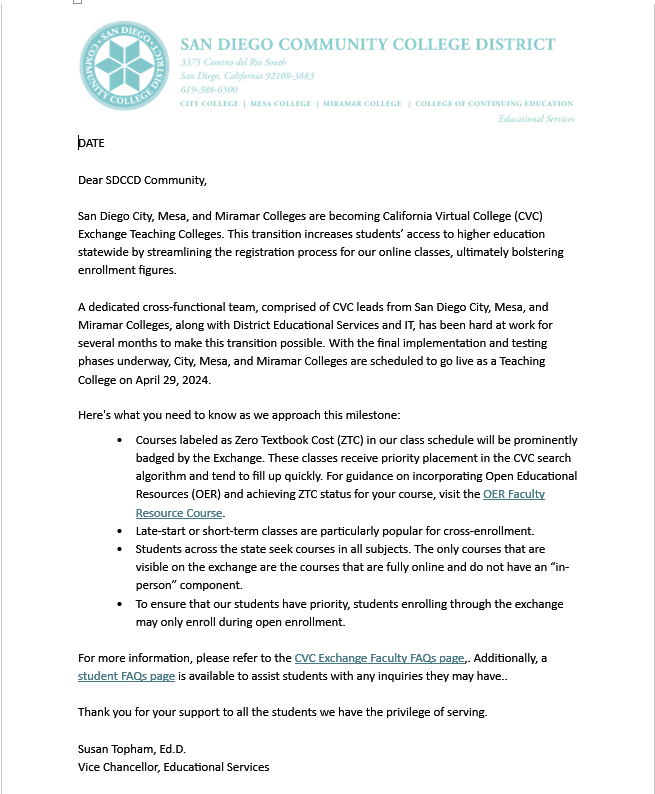 SAN DIEGO COMMUNITY COLLEGE DISTRICT
SAN DIEGO COMMUNITY COLLEGE DISTRICT
3375 Camino del Rio South
San Diego, California 92108-3883
619-388-6500
CITY COLLEGE | MESA COLLEGE | MIRAMAR COLLEGE | COLLEGE OF CONTINUING EDUCATION
Educational Services
DATE
Dear SDCCD Community,
San Diego City, Mesa, and Miramar Colleges are becoming California Virtual College (CVC)
Exchange Teaching Colleges. This transition increases students’ access to higher education
statewide by streamlining the registration process for our online classes, ultimately bolstering
enrollment figures.
A dedicated cross-functional team, comprised of CVC leads from San Diego City, Mesa, and
Miramar Colleges, along with District Educational Services and IT, has been hard at work for
several months to make this transition possible. With the final implementation and testing
phases underway, City, Mesa, and Miramar Colleges are scheduled to go live as a Teaching
College on April 29, 2024.
Here's what you need to know as we approach this milestone:
• Courses labeled as Zero Textbook Cost (ZTC) in our class schedule will be prominently
badged by the Exchange. These classes receive priority placement in the CVC search
algorithm and tend to fill up quickly. For guidance on incorporating Open Educational
Resources (OER) and achieving ZTC status for your course, visit the OER Faculty
Resource Course.
• Late-start or short-term classes are particularly popular for cross-enrollment.
• Students across the state seek courses in all subjects. The only courses that are
visible on the exchange are the courses that are fully online and do not have an “in-
person” component.
• To ensure that our students have priority, students enrolling through the exchange
may only enroll during open enrollment.
For more information, please refer to the CVC Exchange Faculty FAQs page,. Additionally, a
student FAQs page is available to assist students with any inquiries they may have..
Thank you for your support to all the students we have the privilege of serving.
Susan Topham, Ed.D.
Vice Chancellor, Educational Services